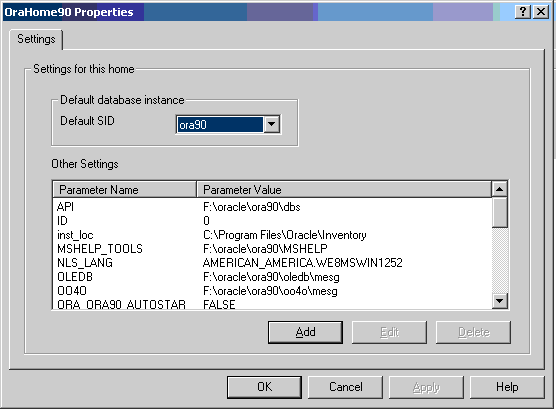 OraHome90 Properties
Settings
Settings for this home
Default database instance
Default SID ora90
Other Settings
Parameter Name Parameter Value
API F:\oracle\ora90\dbs
ID 0
inst_loc C:\Program Files\Oracle\Inventory
MSHELP_TOOLS F:\oracle\ora90\MSHELP
NLS_LANG AMERICAN_AMERICA.WE8MSWIN1252
OLEDB F:\oracle\ora90\oledb\mesg
OO4O F:\oracle\ora90\oo4o\mesg
ORA_ORA90_AUTOSTAR FALSE
Add Edit Delete
OK Cancel Apply Help